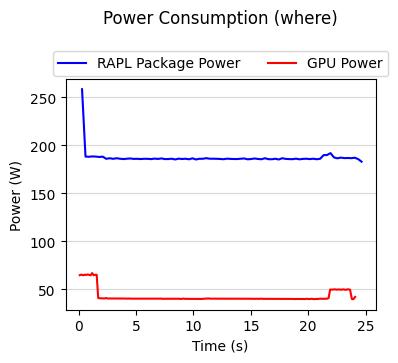 Power Consumption (where)
RAPL Package Power GPU Power
250
200
150
100
50
Power (W)
0 5 10 15 20 25
Time (s)